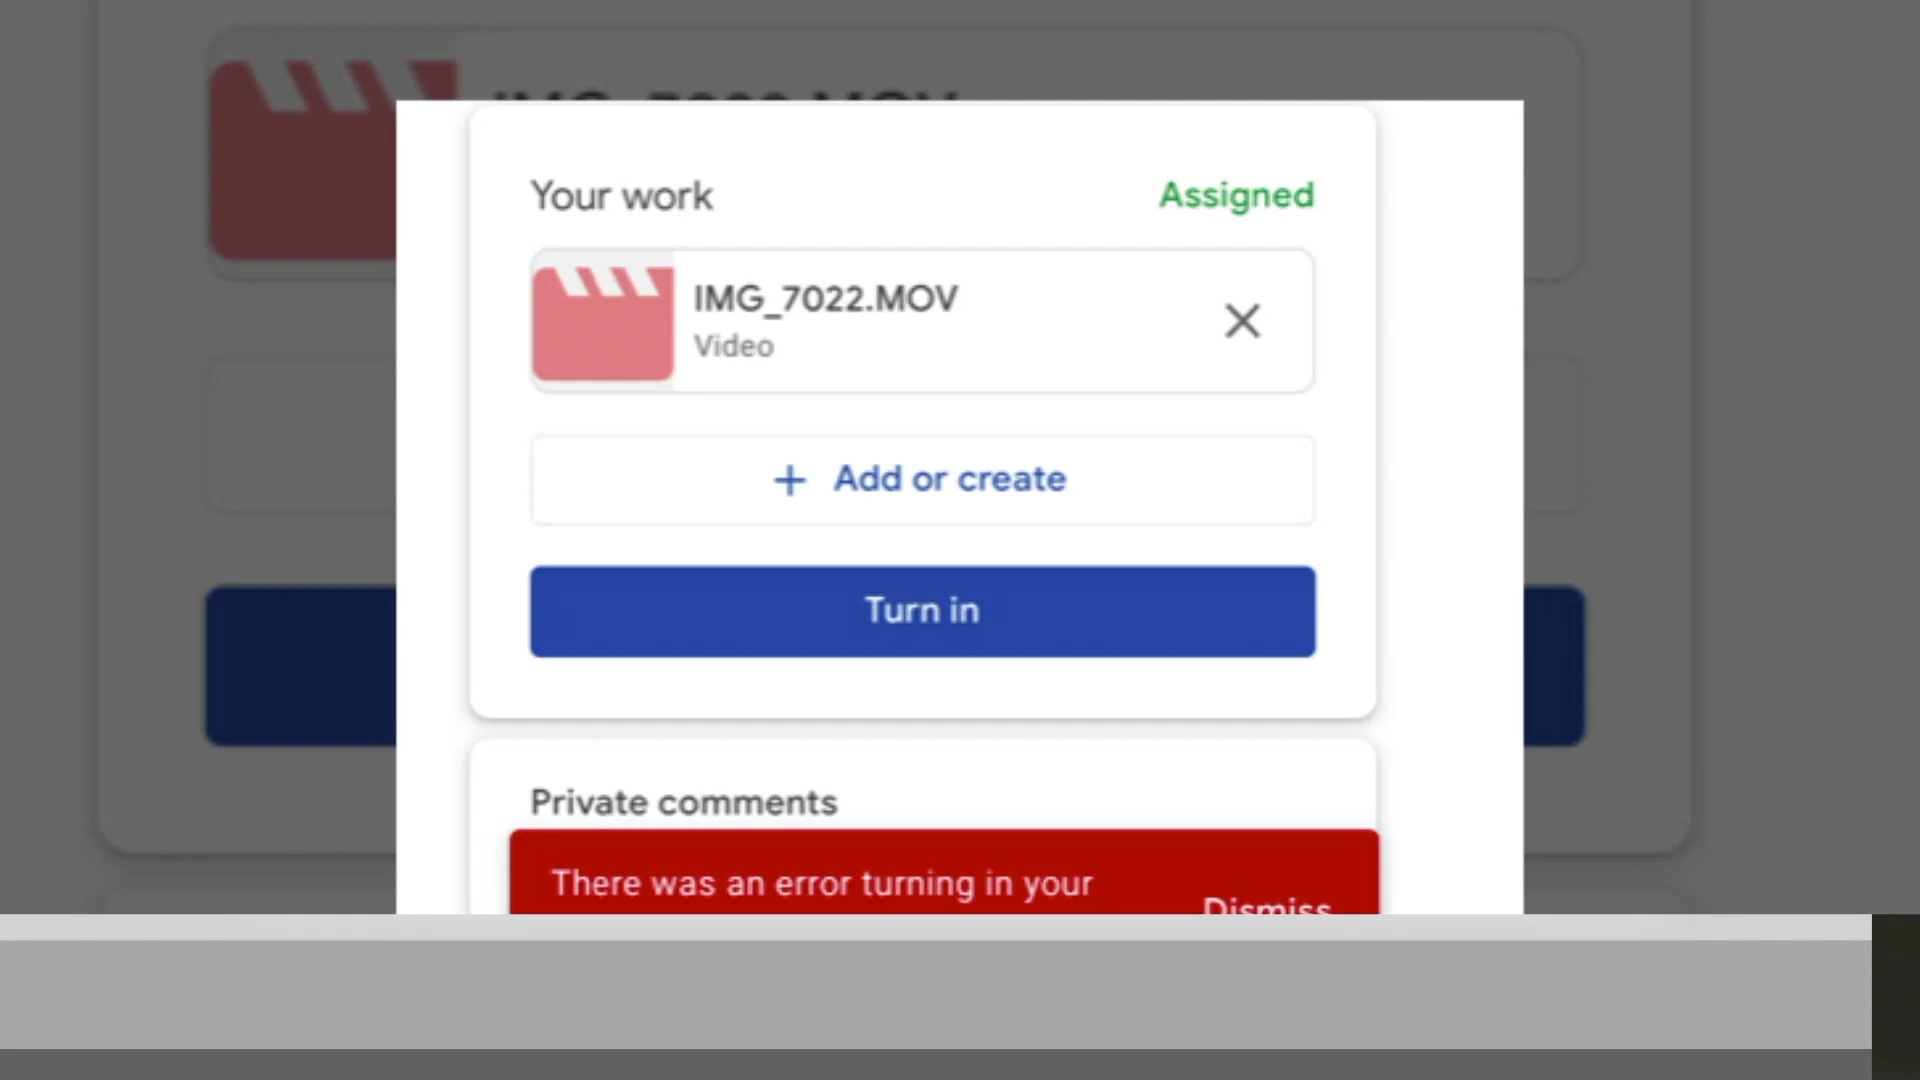 Your work
Assigned
IMG_7022.MOV
Video
+ Add or create
Turn in
Private comments
There was an error turning in your
Dismiss